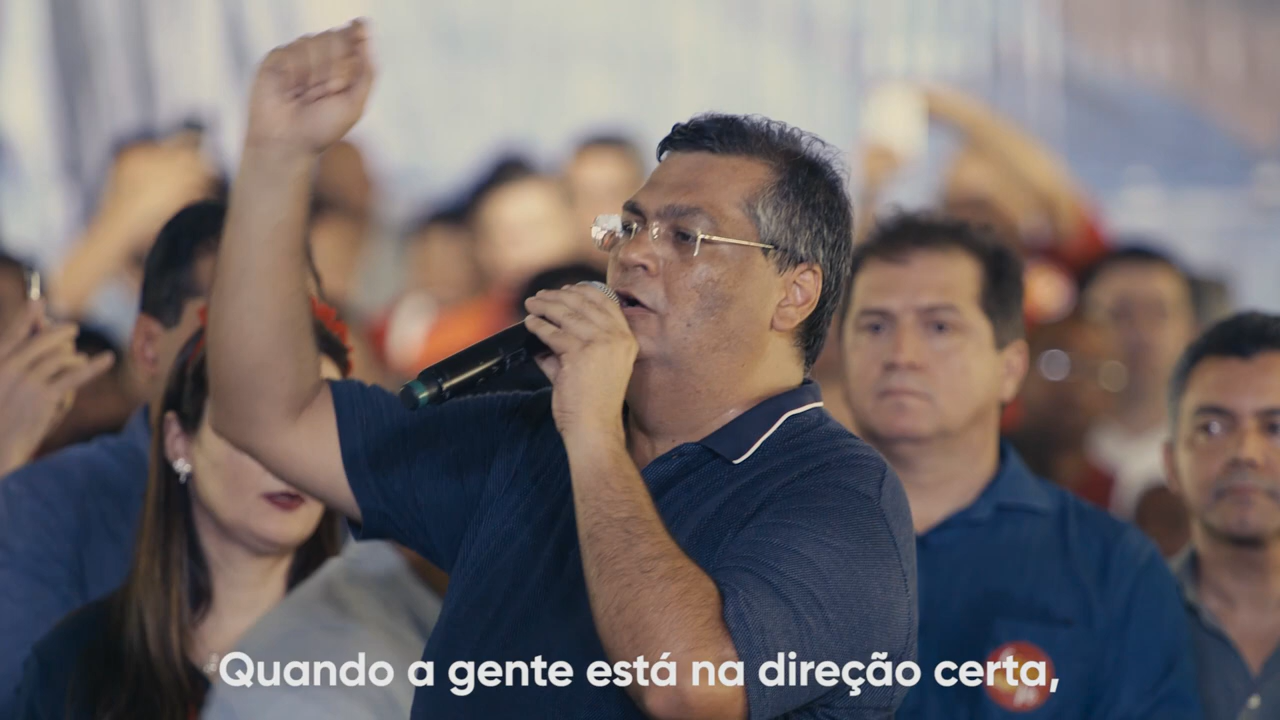 Quando a gente está na direção certa,